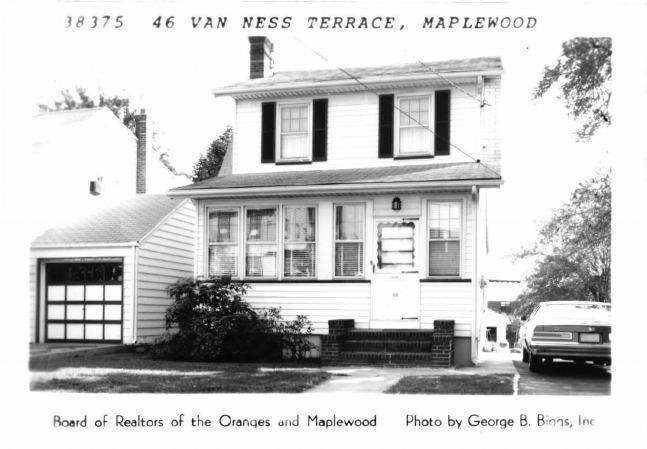 38375 46 VAN NESS TERRACE, MAPLEWOOD
Board of Realtors of the Oranges and Maplewood Photo by George B. Biggs, Inc